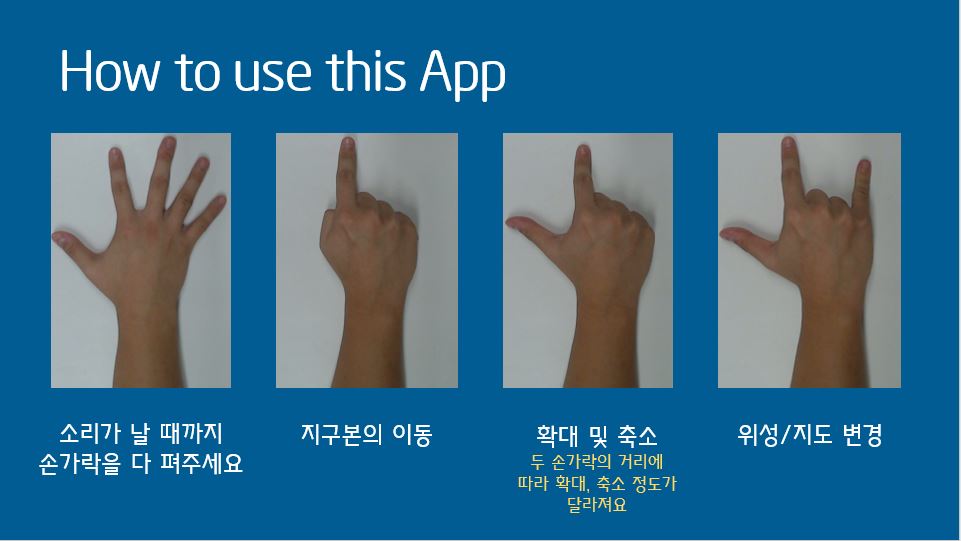 How to use this App
소리가 날 때까지
손가락을 다 펴주세요
지구본의 이동
확대 및 축소
두 손가락의 거리에
따라 확대, 축소 정도가
달라져요
위성/지도 변경